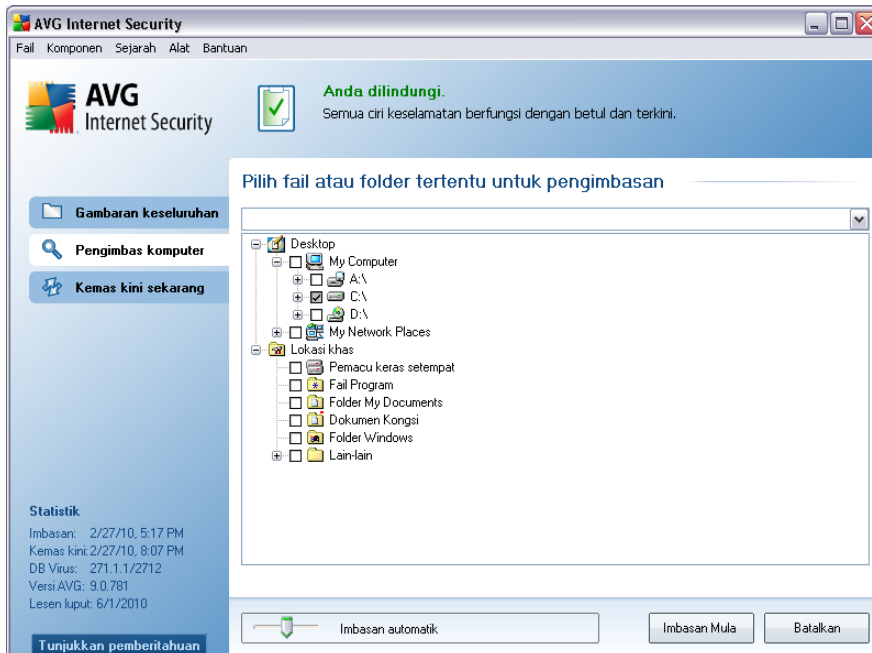 AVG Internet Security
Fail Komponen Sejarah Alat Bantuan
AVG
Internet Security
Anda dilindungi.
Semua ciri keselamatan berfungsi dengan betul dan terkini.
Gambaran keseluruhan
Pengimbas komputer
Kemas kini sekarang
Pilih fail atau folder tertentu untuk pengimbasan
Desktop
My Computer
A:\
C:\
D:\
My Network Places
Lokasi khas
Pemacu keras setempat
Fail Program
Folder My Documents
Dokumen Kongsi
Folder Windows
Lain-lain
Statistik
Imbasan: 2/27/10, 5:17 PM
Kemas kini: 2/27/10, 8:07 PM
DB Virus: 271.1.1/2712
Versi AVG: 9.0.781
Lesen luput: 6/1/2010
Tunjukkan pemberitahuan
Imbasan automatik
Imbasan Mula
Batalkan